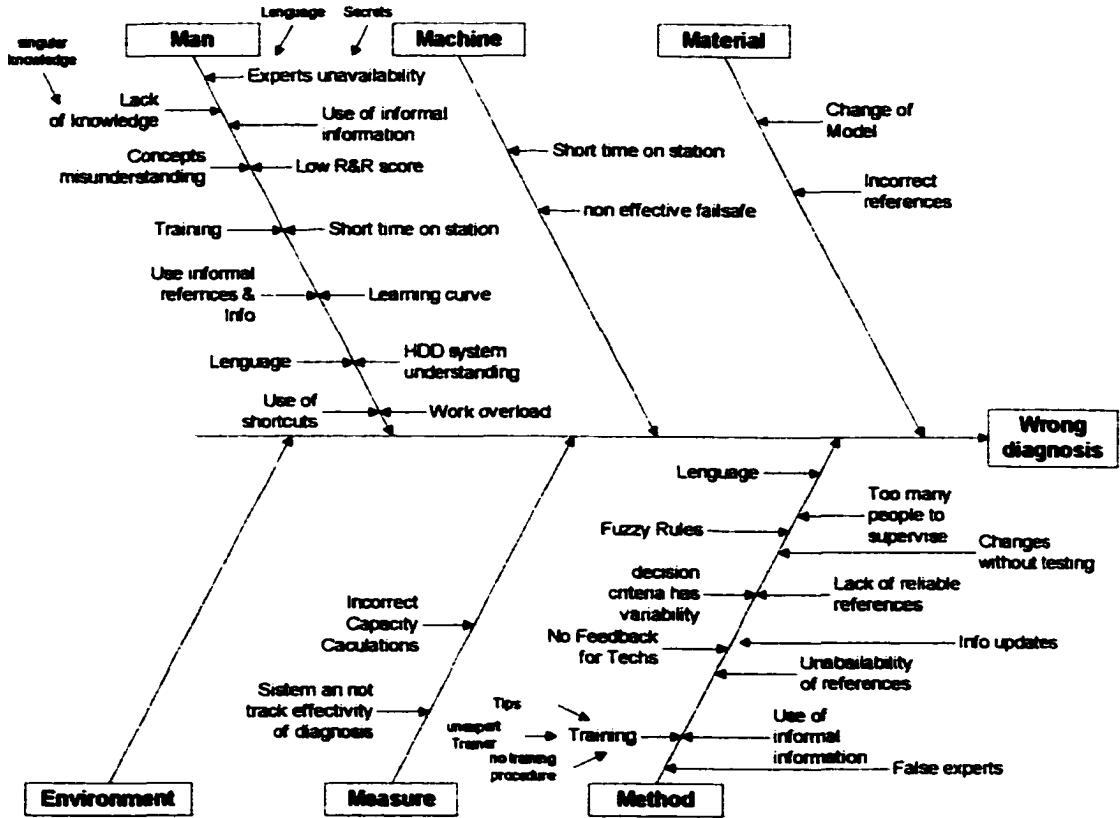 Lenguage
Secrets
Man
Machine
Material
singular
knowledge
Experts unavailability
Lack
of knowledge
Use of informal
information
Concepts
misunderstanding
Low R&R score
Training
Short time on station
Use informal
refernces &
Info
Learning curve
Lenguage
HDD system
understanding
Use of
shortcuts
Work overload
Short time on station
non effective failsafe
Change of
Model
Incorrect
references
Wrong
diagnosis
Lenguage
Too many
people to
supervise
Fuzzy Rules
Changes
without testing
decision
criteria has
variability
Lack of reliable
references
No Feedback
for Techs
Info updates
Unabailability
of references
Incorrect
Capacity
Caculations
Sistem an not
track effectivity
of diagnosis
Tips
unexpert
Trainer
Training
no training
procedure
Use of
informal
information
False experts
Environment
Measure
Method